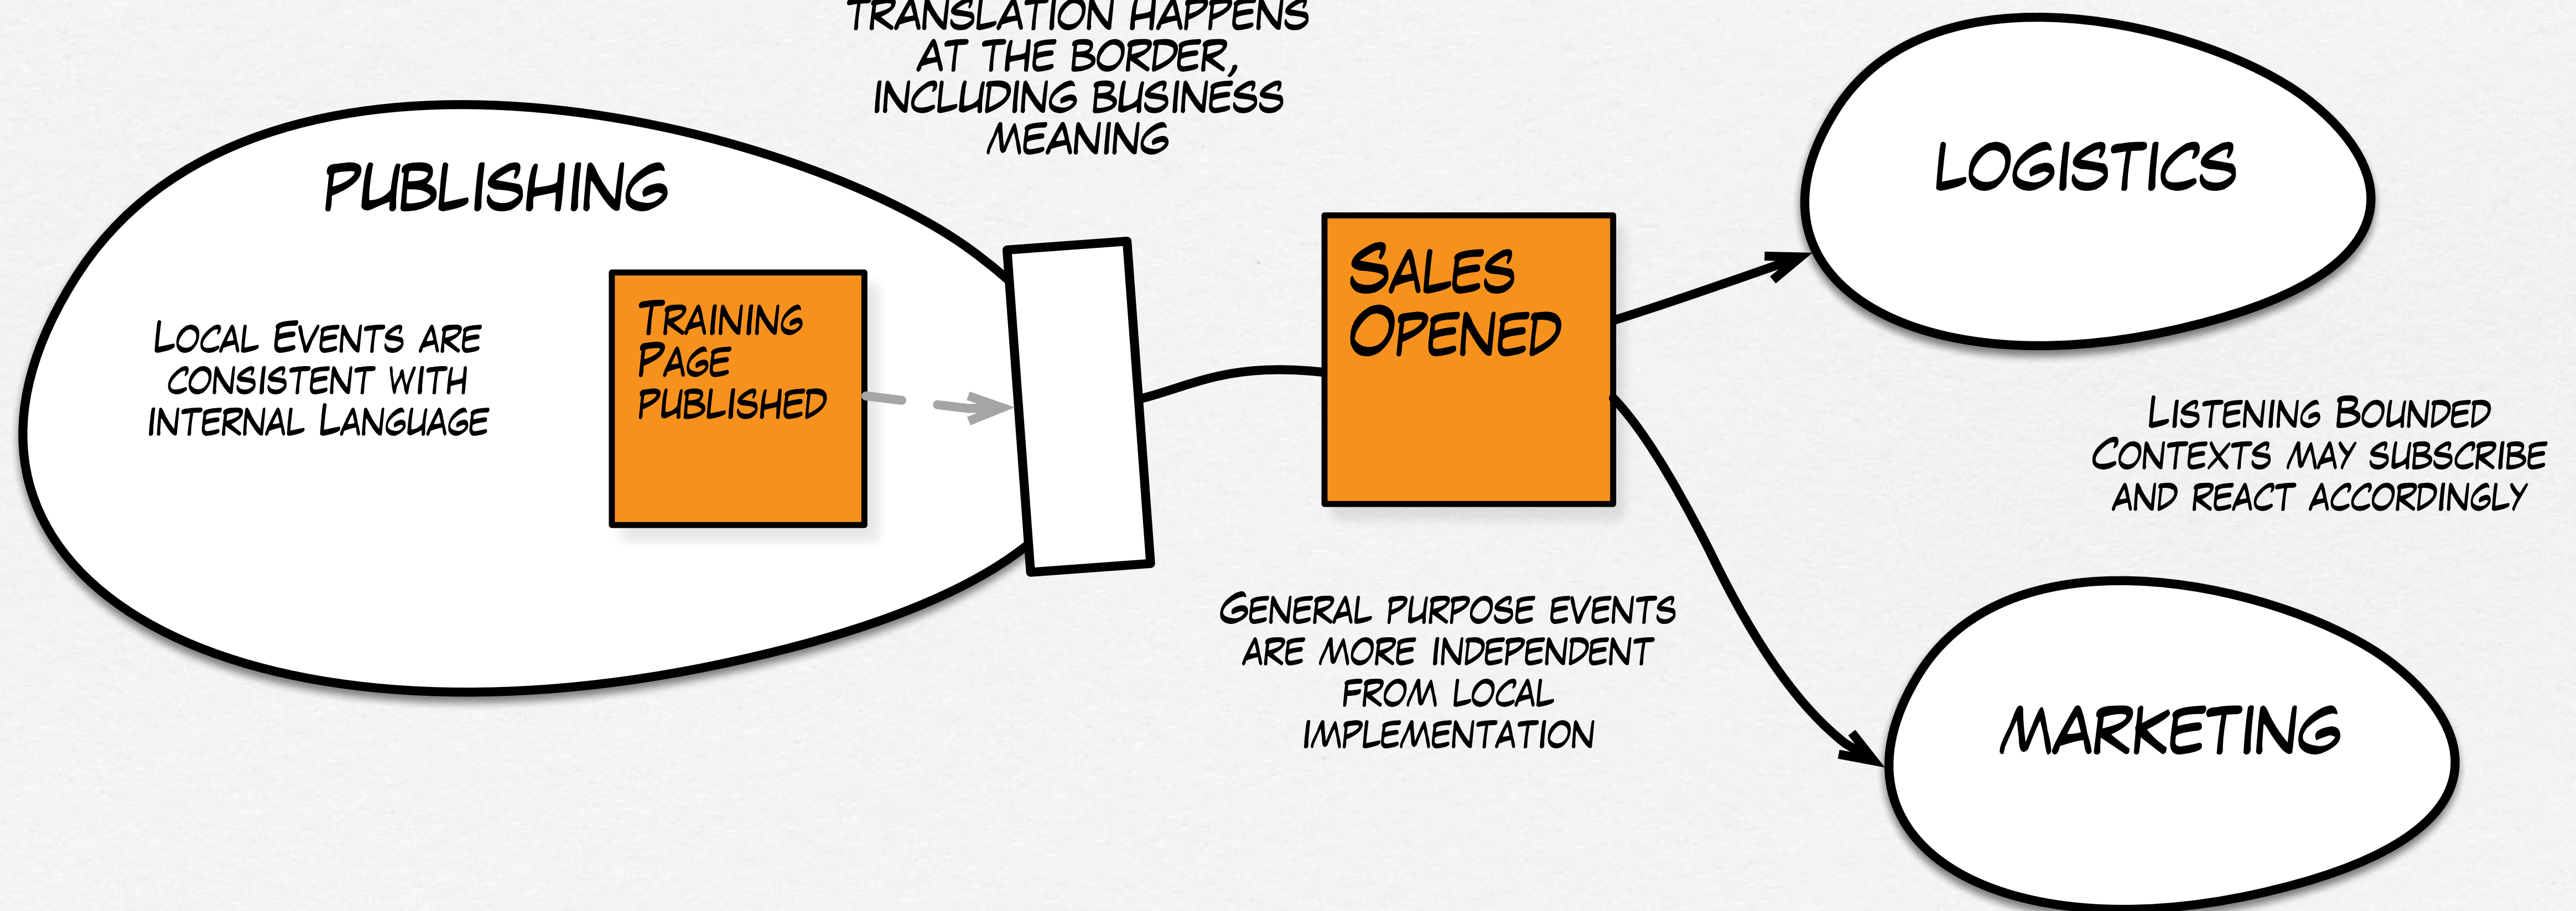 TRANSLATION HAPPENS
AT THE BORDER,
INCLUDING BUSINESS
MEANING
PUBLISHING
LOCAL EVENTS ARE
CONSISTENT WITH
INTERNAL LANGUAGE
TRAINING
PAGE
PUBLISHED
SALES
OPENED
LOGISTICS
LISTENING BOUNDED
CONTEXTS MAY SUBSCRIBE
AND REACT ACCORDINGLY
GENERAL PURPOSE EVENTS
ARE MORE INDEPENDENT
FROM LOCAL
IMPLEMENTATION
MARKETING